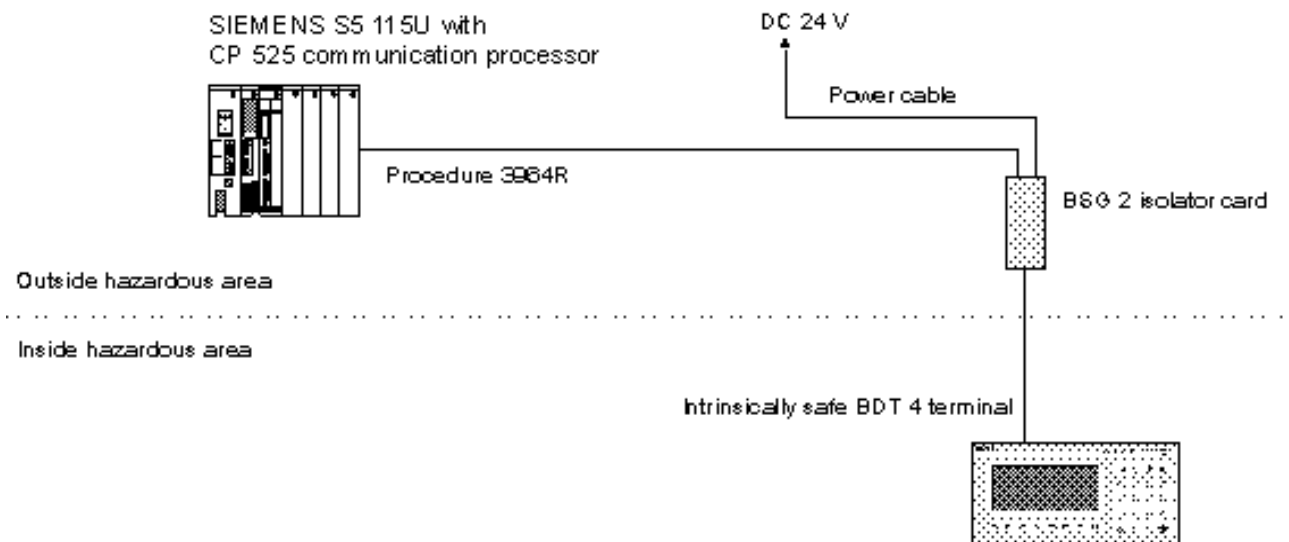 SIEMENS S5 115U with
CP 525 communication processor
DC 24 V
Power cable
Procedure 3964R
BSG 2 isolator card
Outside hazardous area
Inside hazardous area
Intrinsically safe BDT 4 terminal